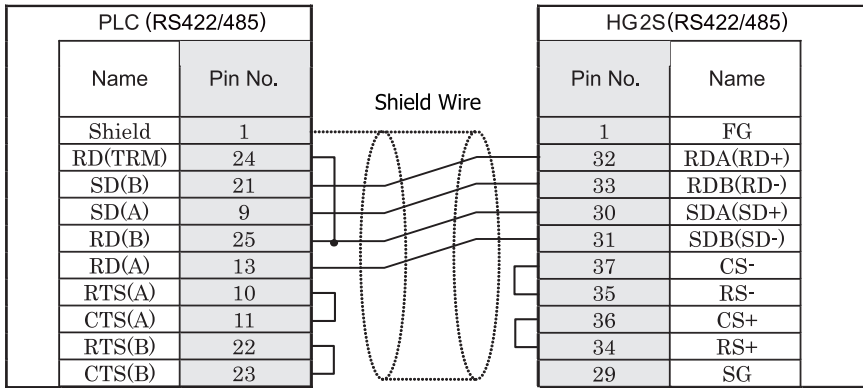 PLC (RS422/485) HG2S(RS422/485)
Name Pin No. Pin No. Name
Shield Wire
Shield 1 1 FG
RD(TRM) 24 32 RDA(RD+)
SD(B) 21 33 RDB(RD-)
SD(A) 9 30 SDA(SD+)
RD(B) 25 31 SDB(SD-)
RD(A) 13 37 CS-
RTS(A) 10 35 RS-
CTS(A) 11 36 CS+
RTS(B) 22 34 RS+
CTS(B) 23 29 SG